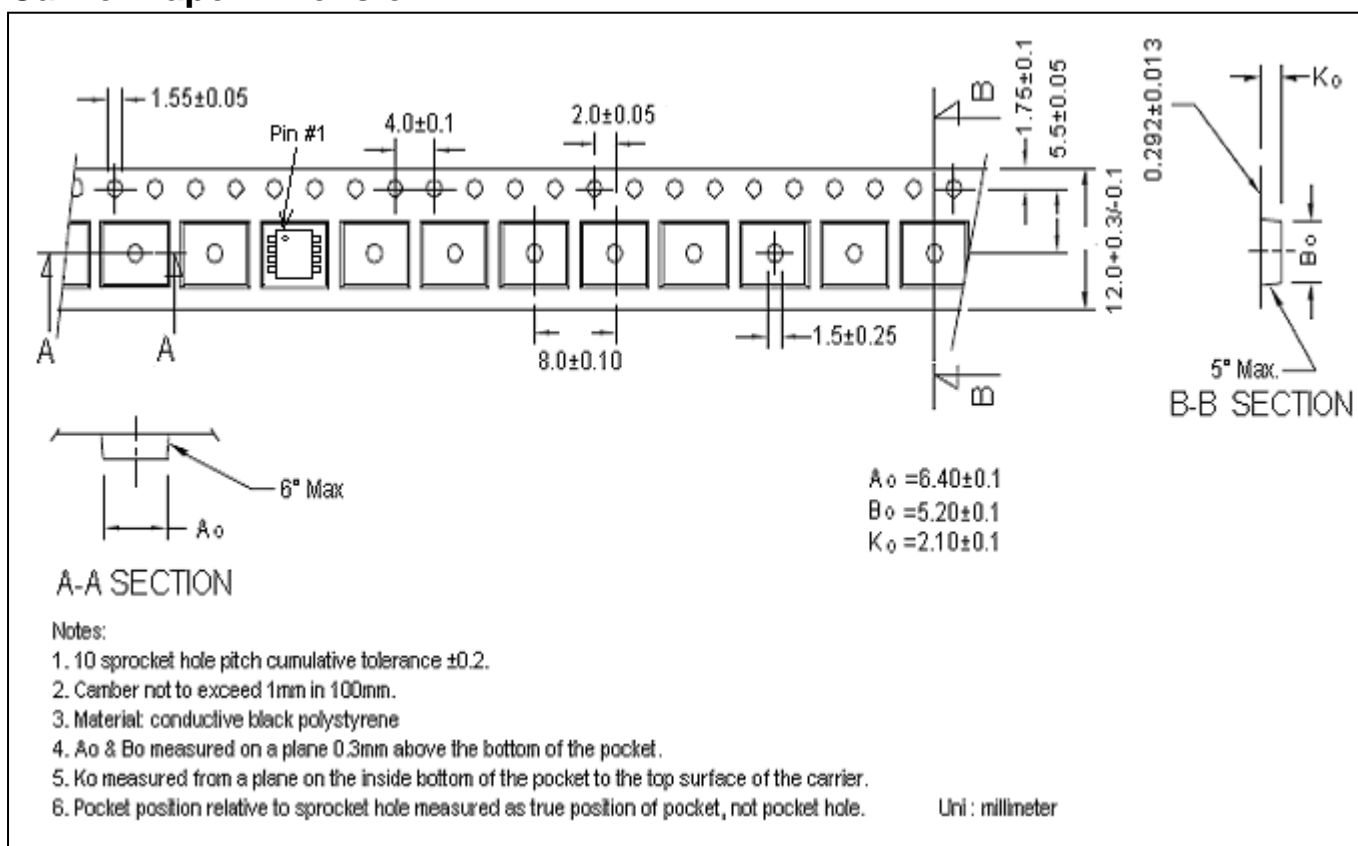 1.55±0.05
Pin #1
4.0±0.1
2.0±0.05
B
1.75±0.1
5.5±0.05
0.292±0.013
Ko
12.0+0.3/-0.1
Bo
A
A
8.0±0.10
1.5±0.25
B
5° Max.
B-B SECTION
6° Max
Ao
Ao =6.40±0.1
Bo =5.20±0.1
Ko =2.10±0.1
A-A SECTION
Notes:
1. 10 sprocket hole pitch cumulative tolerance ±0.2.
2. Camber not to exceed 1mm in 100mm.
3. Material: conductive black polystyrene
4. Ao & Bo measured on a plane 0.3mm above the bottom of the pocket.
5. Ko measured from a plane on the inside bottom of the pocket to the top surface of the carrier.
6. Pocket position relative to sprocket hole measured as true position of pocket, not pocket hole.
Uni : millimeter